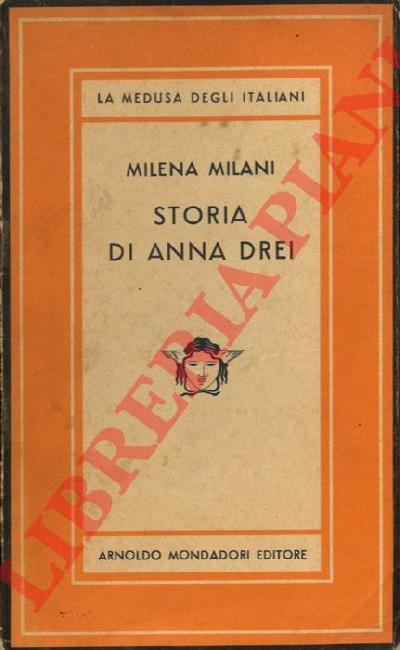 LA MEDUSA DEGLI ITALIANI
MILENA MILANI
STORIA
DI ANNA DREI
ARNOLDO MONDADORI EDITORE
LIBRERIA PIANI